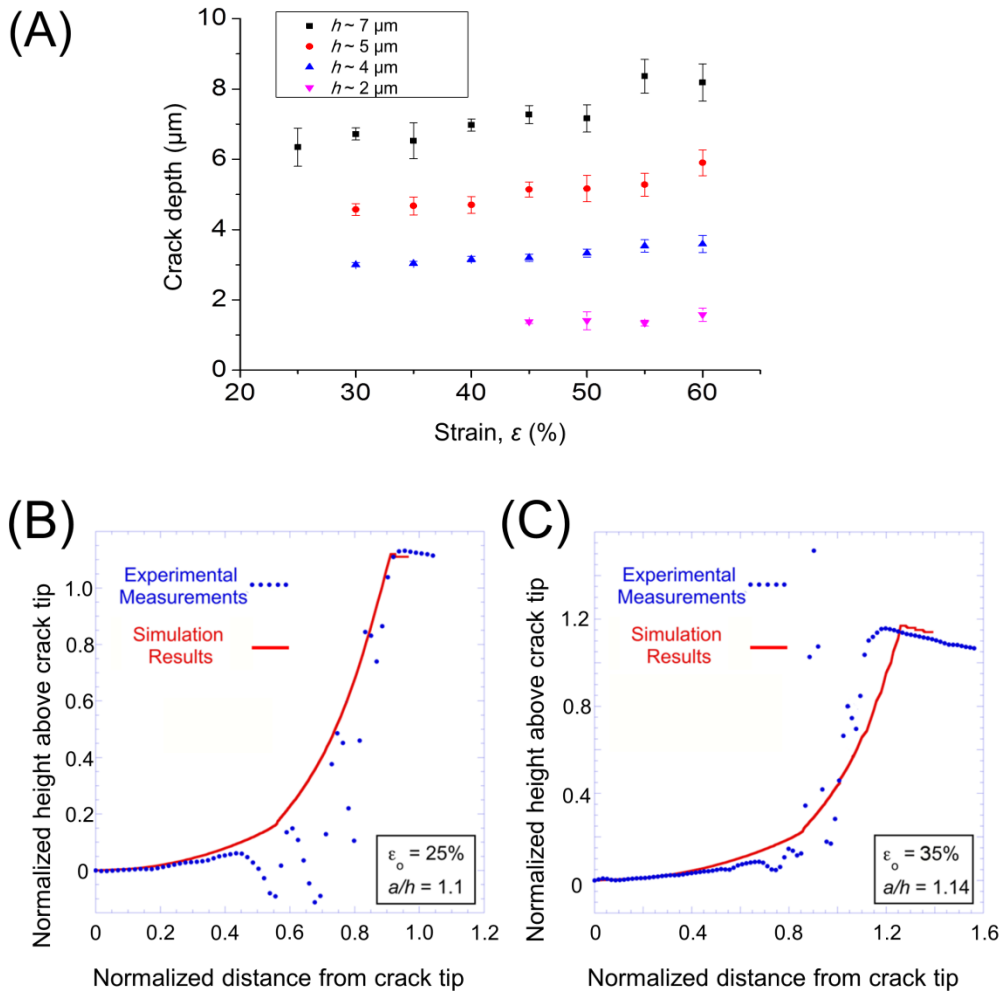 (A)
10
8
6
4
2
0
20
30
40
50
60
Crack depth (μm)
Strain, ε (%)
h ~ 7 μm
h ~ 5 μm
h ~ 4 μm
h ~ 2 μm
(B)
Normalized height above crack tip
1.0
0.8
0.6
0.4
0.2
0
0
0.2
0.4
0.6
0.8
1.0
1.2
Experimental
Measurements
Simulation
Results
εo = 25%
a/h = 1.1
Normalized distance from crack tip
(C)
Normalized height above crack tip
1.2
0.8
0.4
0
0
0.4
0.8
1.2
1.6
Experimental
Measurements
Simulation
Results
εo = 35%
a/h = 1.14
Normalized distance from crack tip